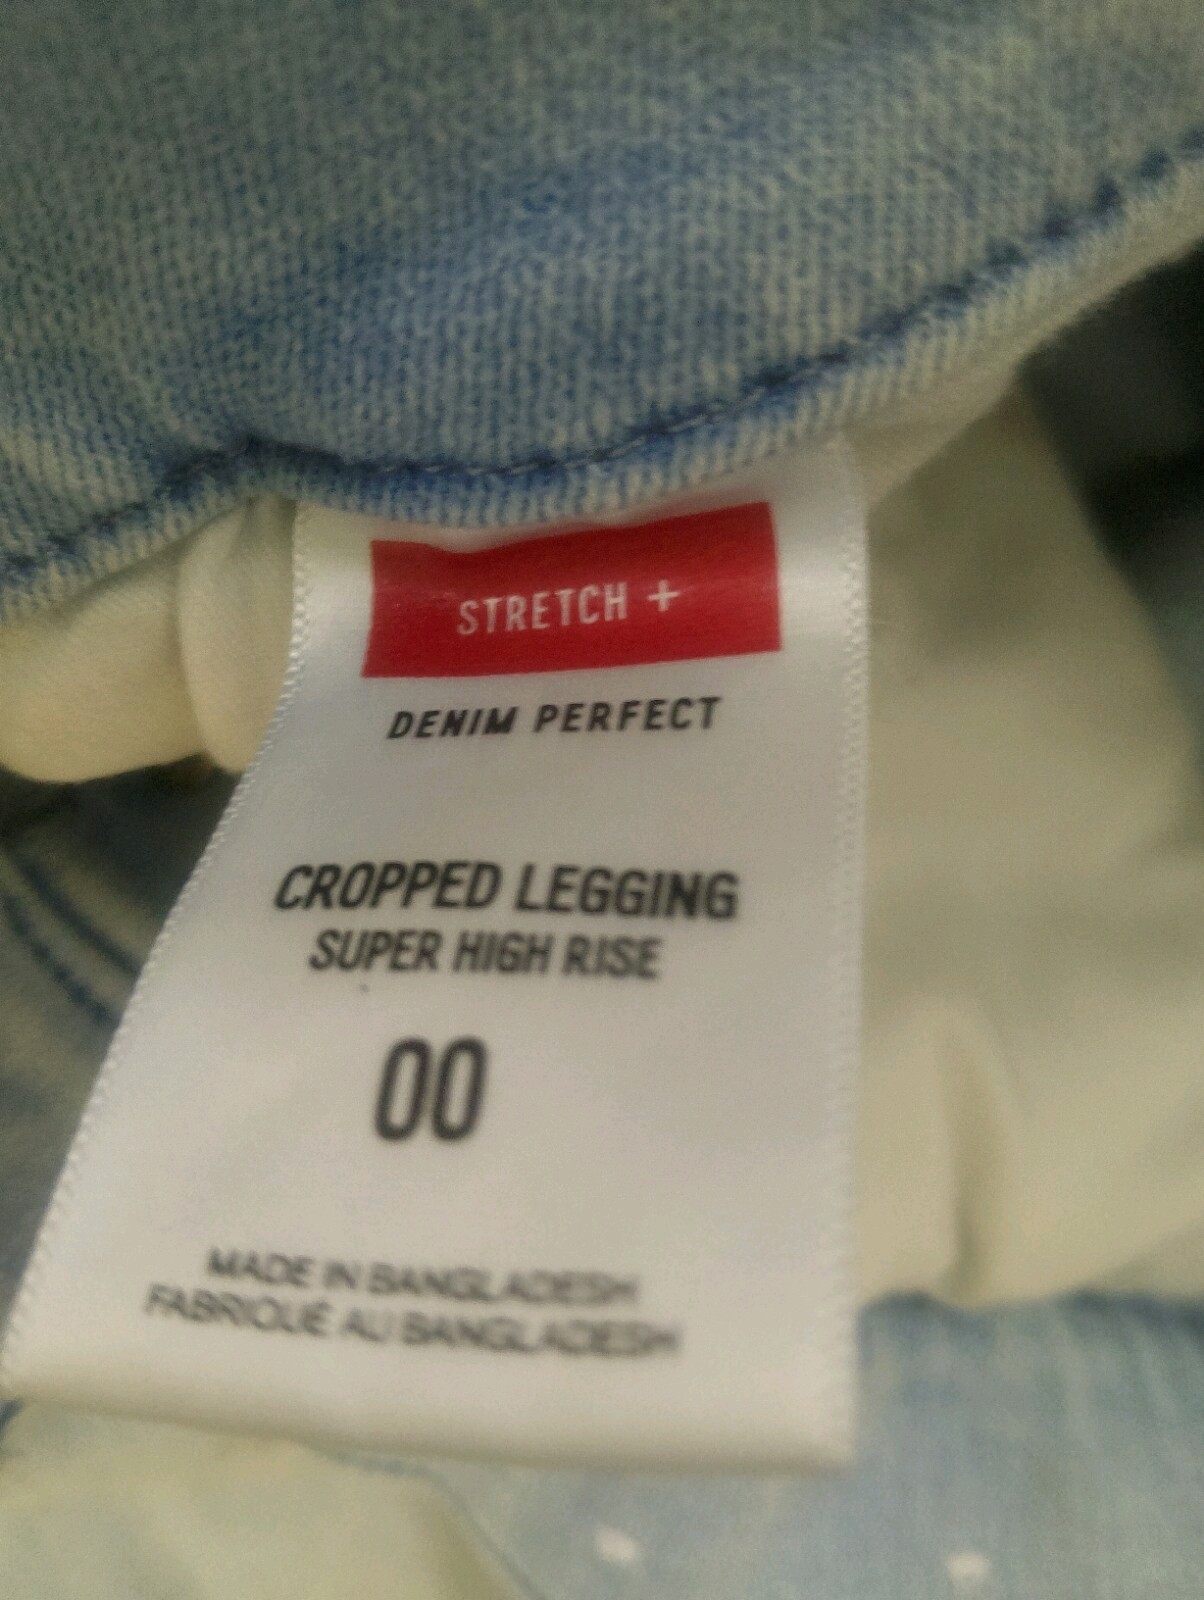 STRETCH +
DENIM PERFECT
CROPPED LEGGING
SUPER HIGH RISE
00
MADE IN BANGLADESH
FABRIQUÉ AU BANGLADESH